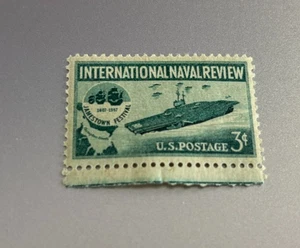 INTERNATIONAL NAVAL REVIEW
1607-1957
JAMESTOWN FESTIVAL
U.S. POSTAGE
3¢